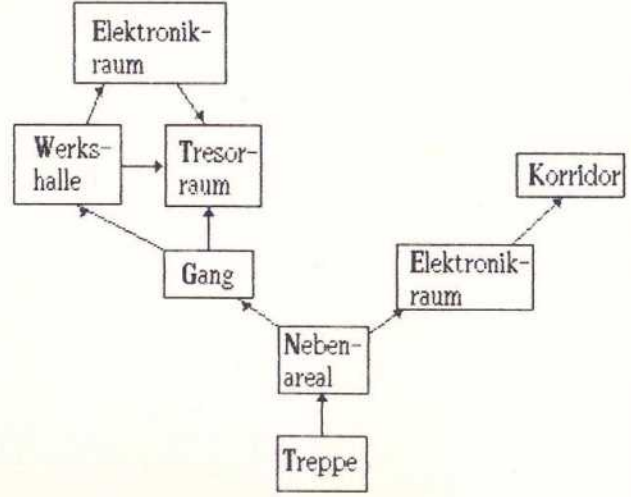 Elektronik-
raum
Werks-
halle
Tresor-
raum
Korridor
Gang
Elektronik-
raum
Neben-
areal
Treppe